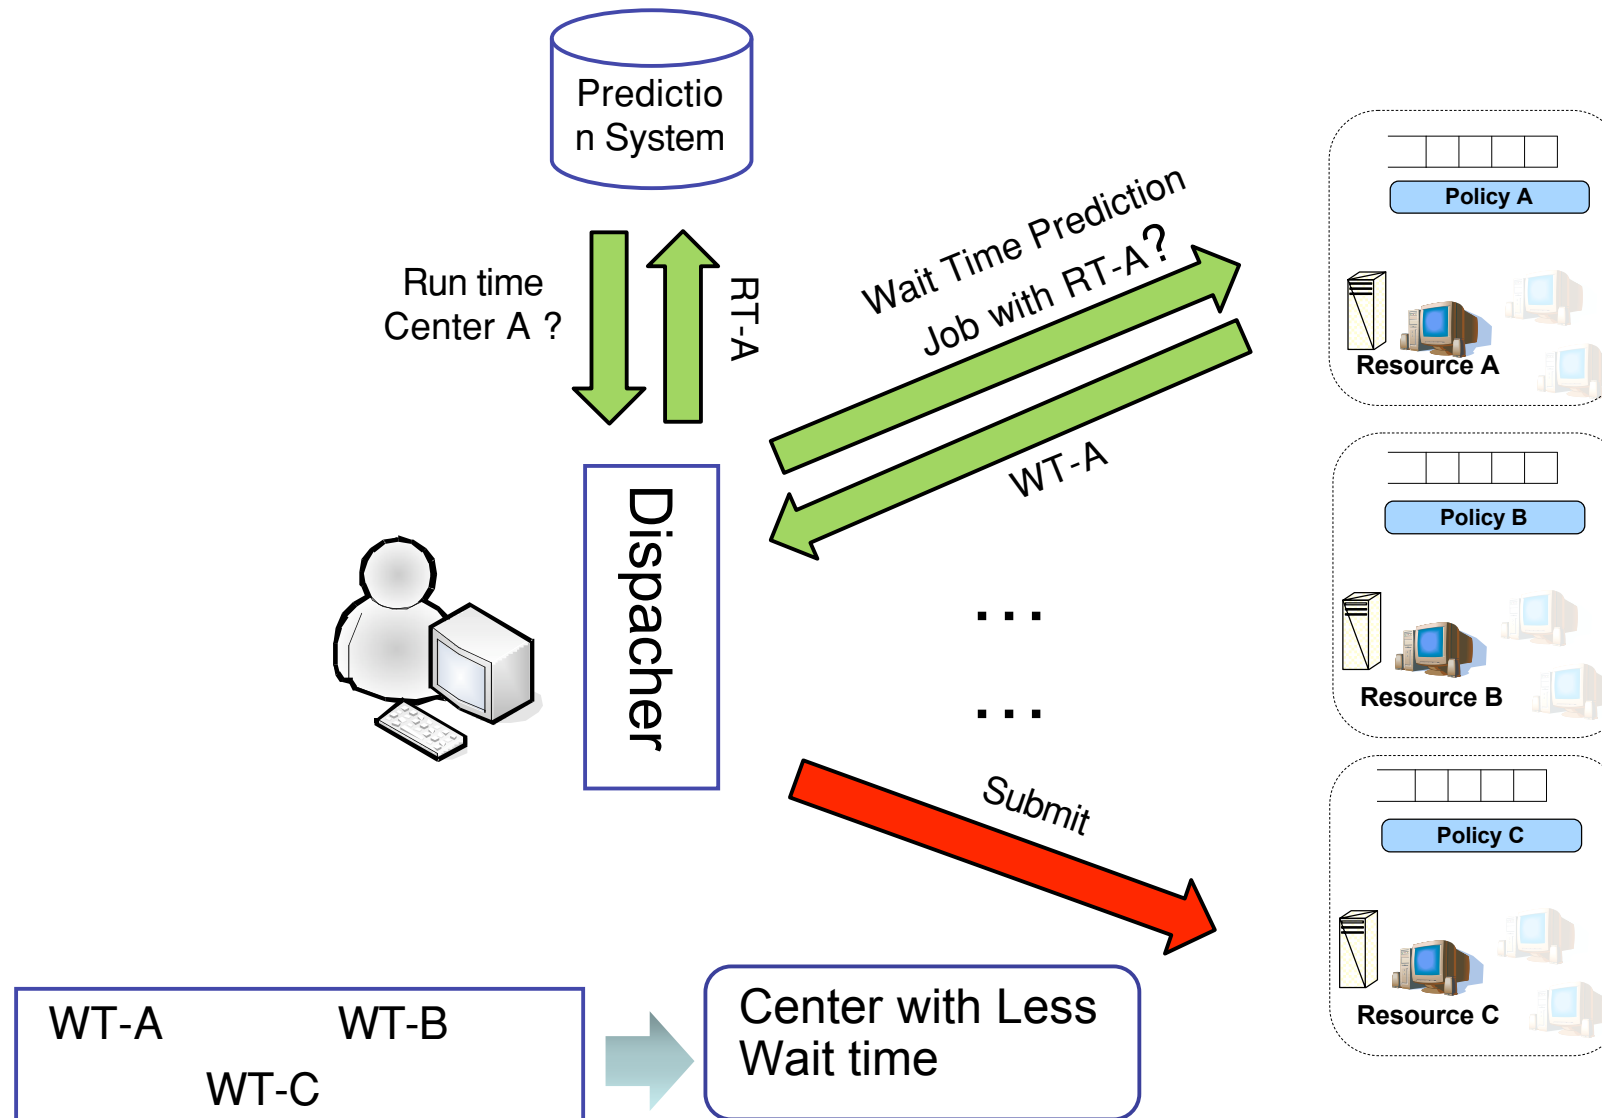 Predictio
n System
Run time
Center A ?
RT-A
Wait Time Prediction
Job with RT-A?
WT-A
Dispacher
...
...
Submit
Policy A
Resource A
Policy B
Resource B
Policy C
Resource C
WT-A WT-B
WT-C
Center with Less
Wait time